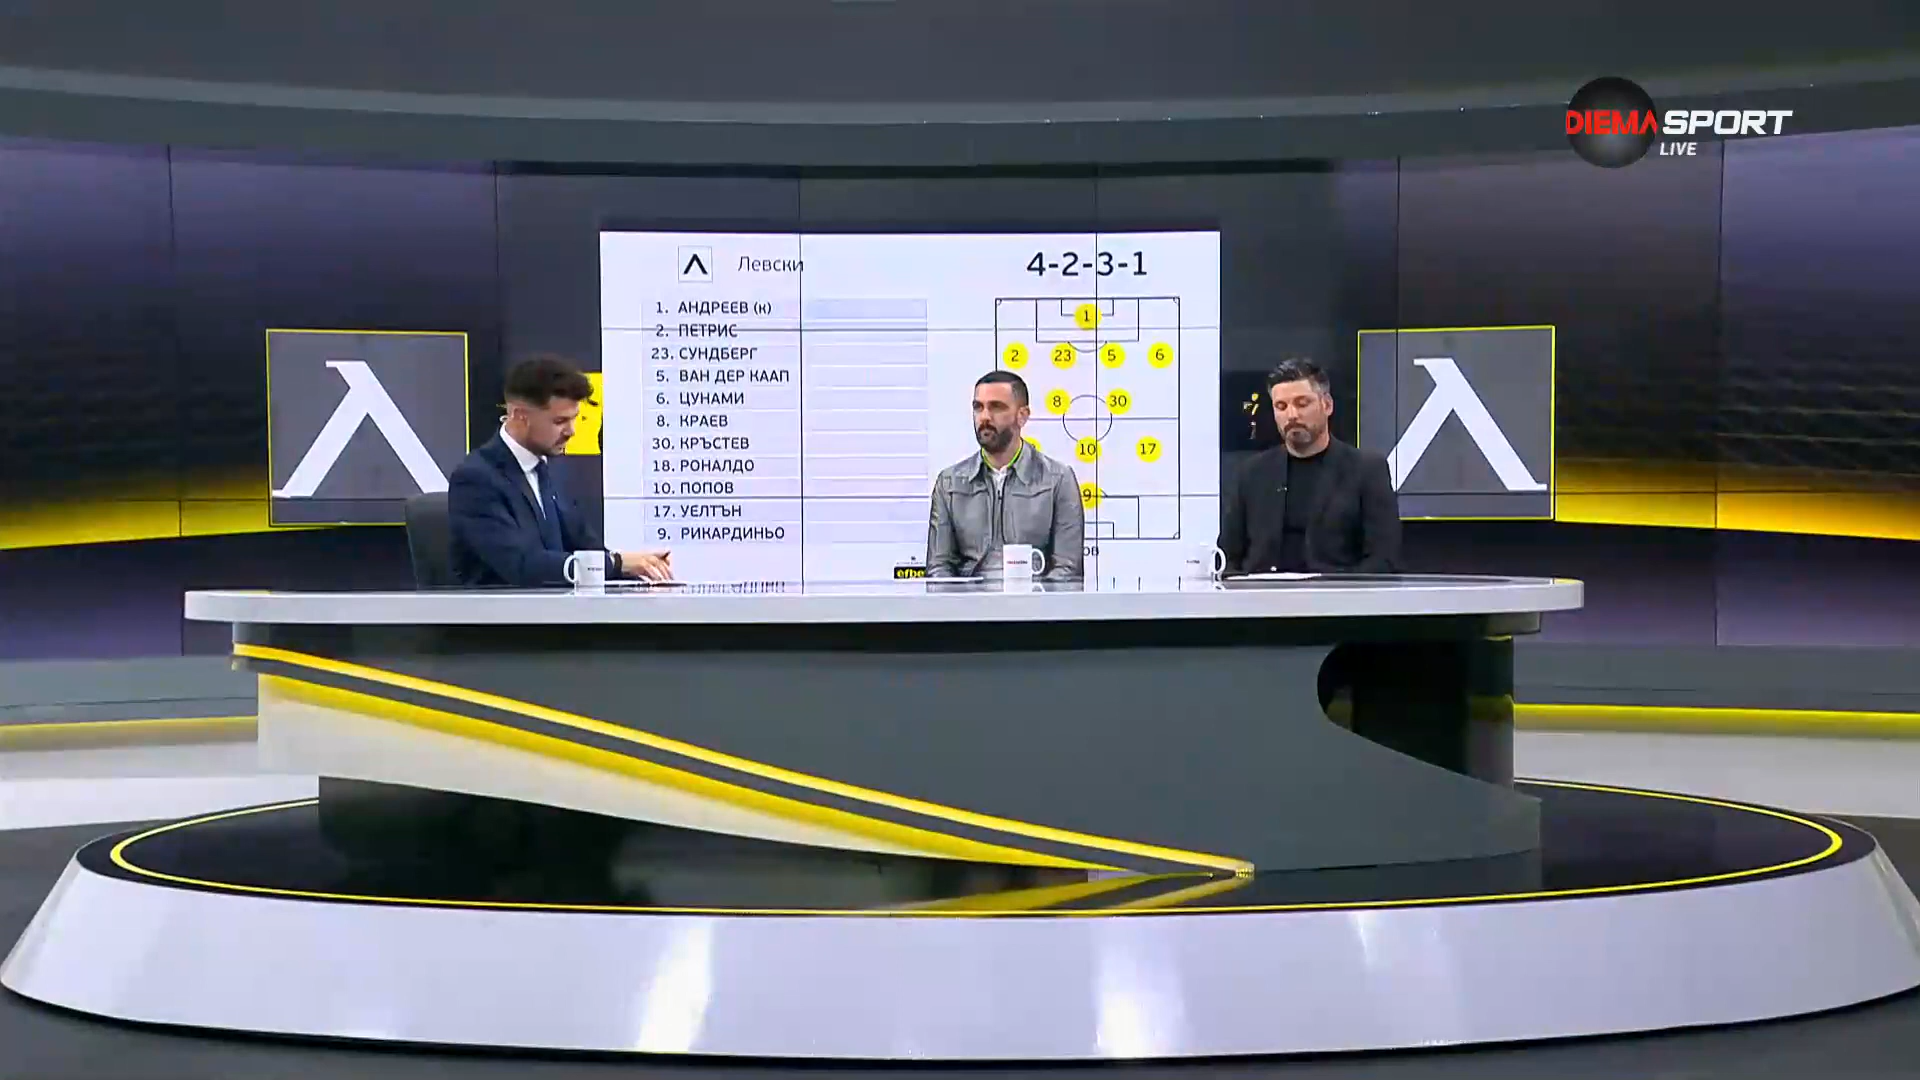 DIEMA SPORT
LIVE
Левски
4-2-3-1
1. АНДРЕЕВ (к)
2. ПЕТРИС
23. СУНДБЕРГ
5. ВАН ДЕР КААП
6. ЦУНАМИ
8. КРАЕВ
30. КРЪСТЕВ
18. РОНАЛДО
10. ПОПОВ
17. УЕЛТЪН
9. РИКАРДИНЬО
1
2 23 5 6
8 30
10 17
9